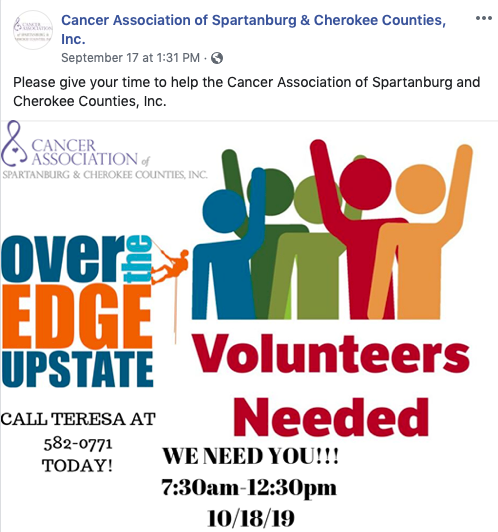 Cancer Association of Spartanburg & Cherokee Counties,
Inc.
September 17 at 1:31 PM ·
Please give your time to help the Cancer Association of Spartanburg and
Cherokee Counties, Inc.
CANCER
ASSOCIATION of
SPARTANBURG & CHEROKEE COUNTIES, INC.
over the
EDGE
UPSTATE
Volunteers
Needed
CALL TERESA AT
582-0771
TODAY!
WE NEED YOU!!!
7:30am-12:30pm
10/18/19